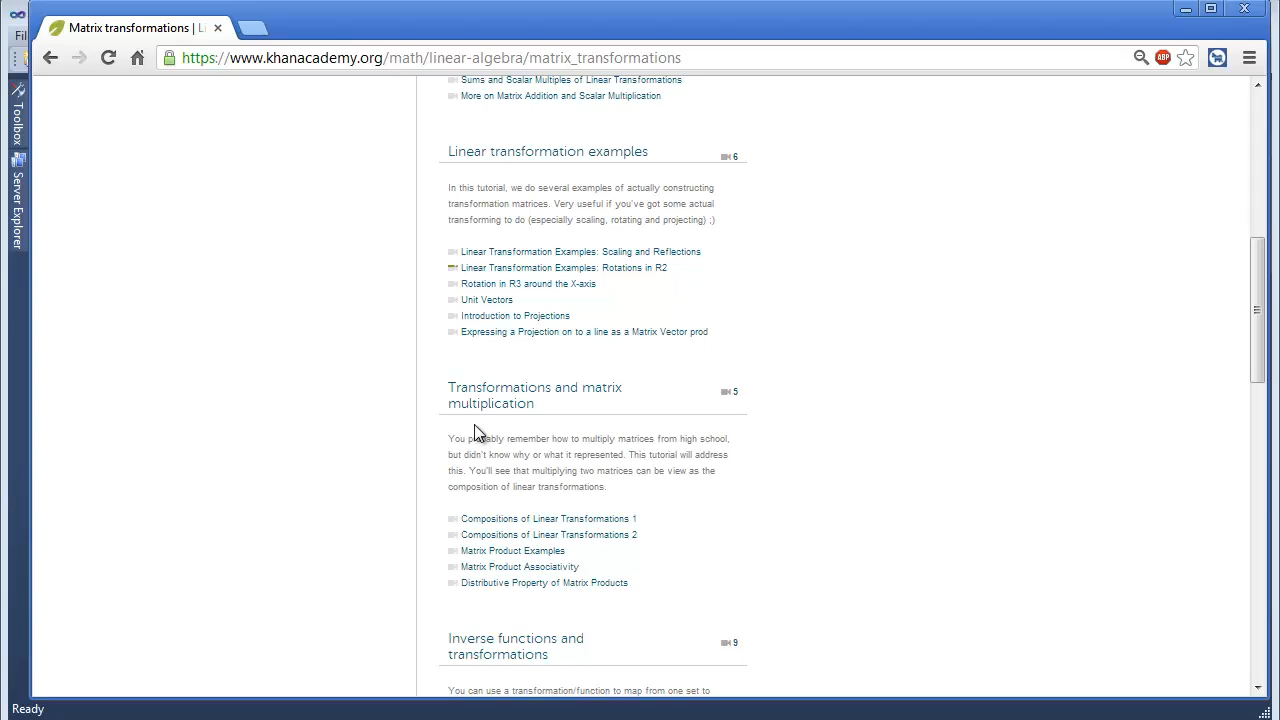 Matrix transformations | Li
https://www.khanacademy.org/math/linear-algebra/matrix_transformations
ABP
Fil
Toolbox
Server Explorer
Sums and Scalar Multiples of Linear Transformations
More on Matrix Addition and Scalar Multiplication
Linear transformation examples
6
In this tutorial, we do several examples of actually constructing
transformation matrices. Very useful if you've got some actual
transforming to do (especially scaling, rotating and projecting) ;)
Linear Transformation Examples: Scaling and Reflections
Linear Transformation Examples: Rotations in R2
Rotation in R3 around the X-axis
Unit Vectors
Introduction to Projections
Expressing a Projection on to a line as a Matrix Vector prod
Transformations and matrix
multiplication
5
You probably remember how to multiply matrices from high school,
but didn't know why or what it represented. This tutorial will address
this. You'll see that multiplying two matrices can be view as the
composition of linear transformations.
Compositions of Linear Transformations 1
Compositions of Linear Transformations 2
Matrix Product Examples
Matrix Product Associativity
Distributive Property of Matrix Products
Inverse functions and
transformations
9
You can use a transformation/function to map from one set to
Ready